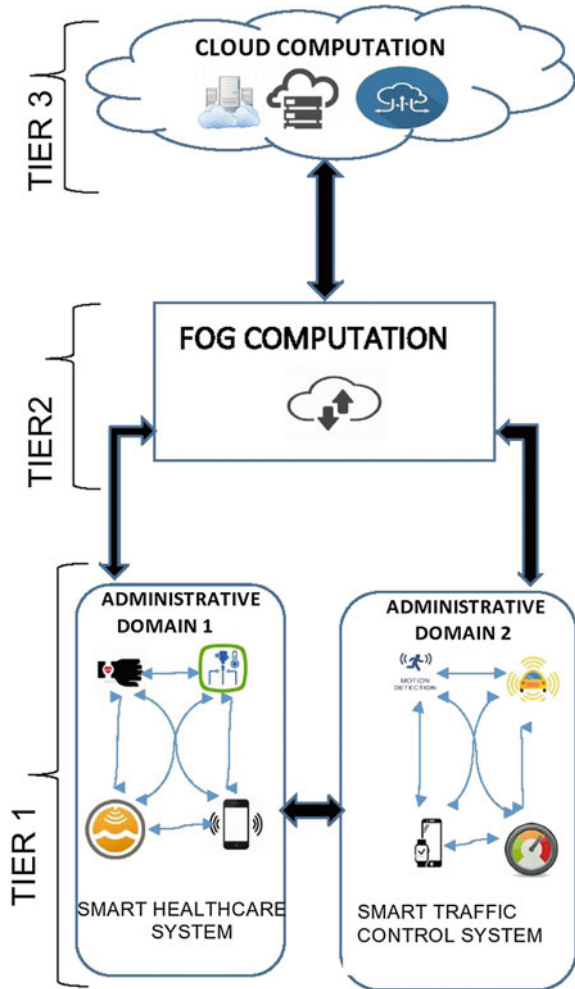 TIER 3
CLOUD COMPUTATION
TIER2
FOG COMPUTATION
TIER 1
ADMINISTRATIVE
DOMAIN 1
SMART HEALTHCARE
SYSTEM
ADMINISTRATIVE
DOMAIN 2
MOTION
DETECTION
SMART TRAFFIC
CONTROL SYSTEM